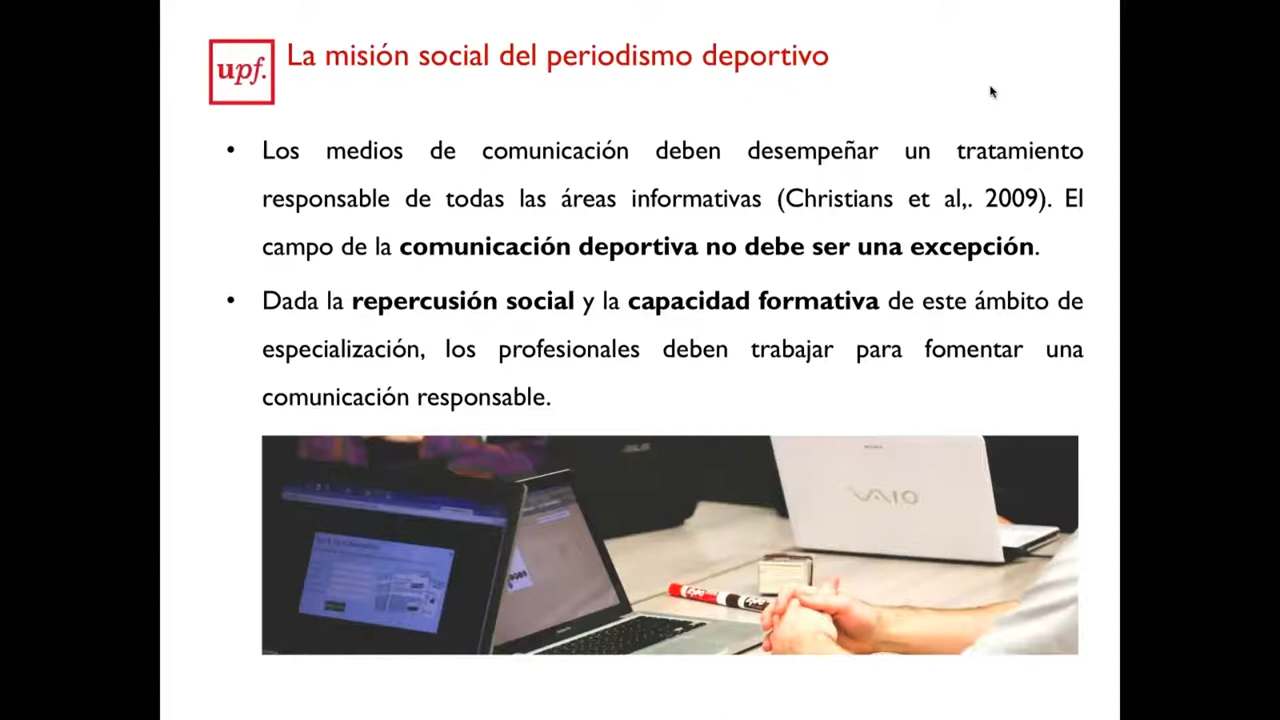 upf.
La misión social del periodismo deportivo
• Los medios de comunicación deben desempeñar un tratamiento
responsable de todas las áreas informativas (Christians et al,. 2009). El
campo de la comunicación deportiva no debe ser una excepción.
• Dada la repercusión social y la capacidad formativa de este ámbito de
especialización, los profesionales deben trabajar para fomentar una
comunicación responsable.
ASUS
VAIO